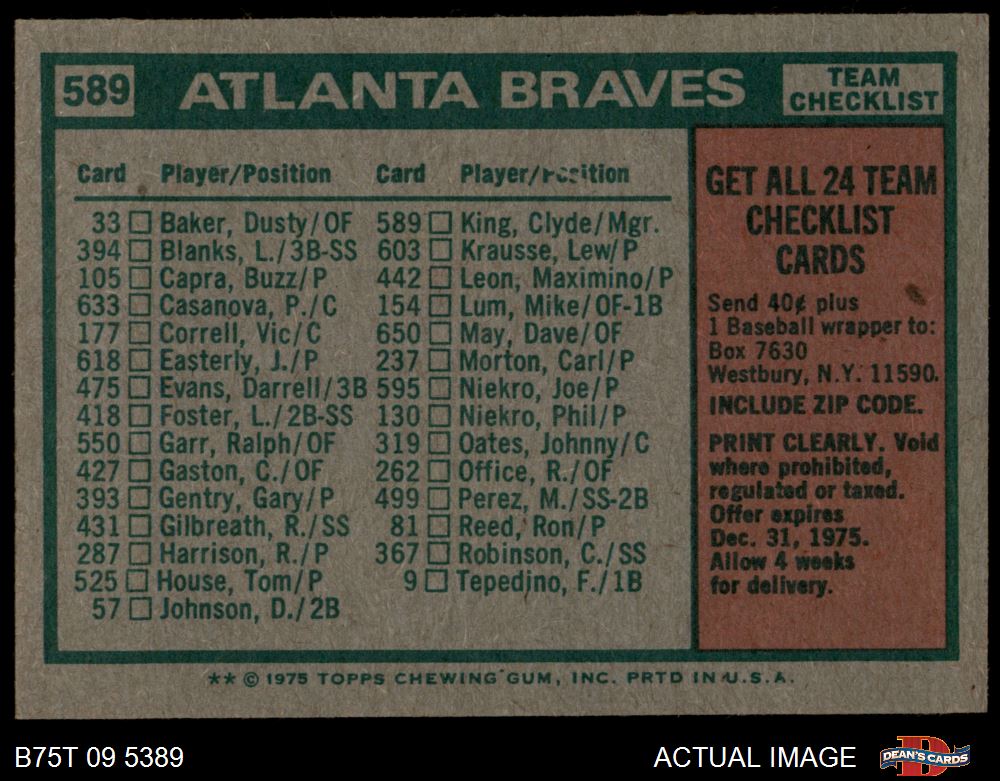 589 ATLANTA BRAVES TEAM CHECKLIST
Card Player/Position
33 Baker, Dusty/OF
394 Blanks, L./3B-SS
105 Capra, Buzz/P
633 Casanova, P./C
177 Correll, Vic/C
618 Easterly, J./P
475 Evans, Darrell/3B
418 Foster, L./2B-SS
550 Garr, Ralph/OF
427 Gaston, C./OF
393 Gentry, Gary/P
431 Gilbreath, R./SS
287 Harrison, R./P
525 House, Tom/P
57 Johnson, D./2B
Card Player/Position
589 King, Clyde/Mgr.
603 Krausse, Lew/P
442 Leon, Maximino/P
154 Lum, Mike/OF-1B
650 May, Dave/OF
237 Morton, Carl/P
595 Niekro, Joe/P
130 Niekro, Phil/P
319 Oates, Johnny/C
262 Office, R./OF
499 Perez, M./SS-2B
81 Reed, Ron/P
367 Robinson, C./SS
9 Tepedino, F./1B
GET ALL 24 TEAM
CHECKLIST
CARDS
Send 40¢ plus
1 Baseball wrapper to:
Box 7630
Westbury, N.Y. 11590.
INCLUDE ZIP CODE.
PRINT CLEARLY. Void
where prohibited,
regulated or taxed.
Offer expires
Dec. 31, 1975.
Allow 4 weeks
for delivery.
** © 1975 TOPPS CHEWING GUM, INC. PRTD IN U.S.A.
B75T 09 5389
ACTUAL IMAGE
DEAN'S CARDS